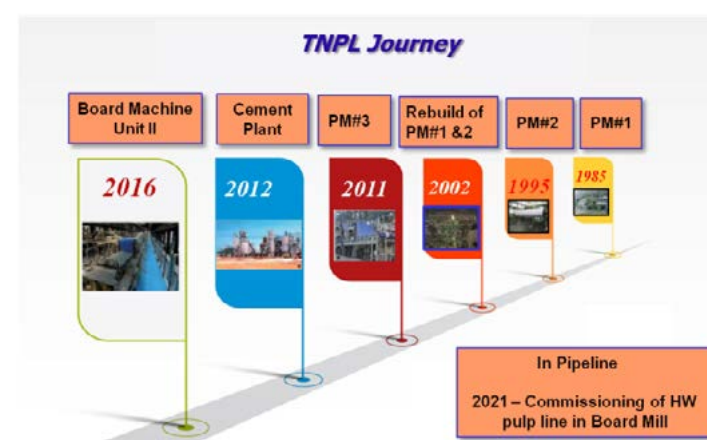 TNPL Journey
Board Machine
Unit II
Cement
Plant
PM#3
Rebuild of
PM#1 &2
PM#2
PM#1
2016
2012
2011
2002
1995
1985
In Pipeline
2021 – Commissioning of HW
pulp line in Board Mill